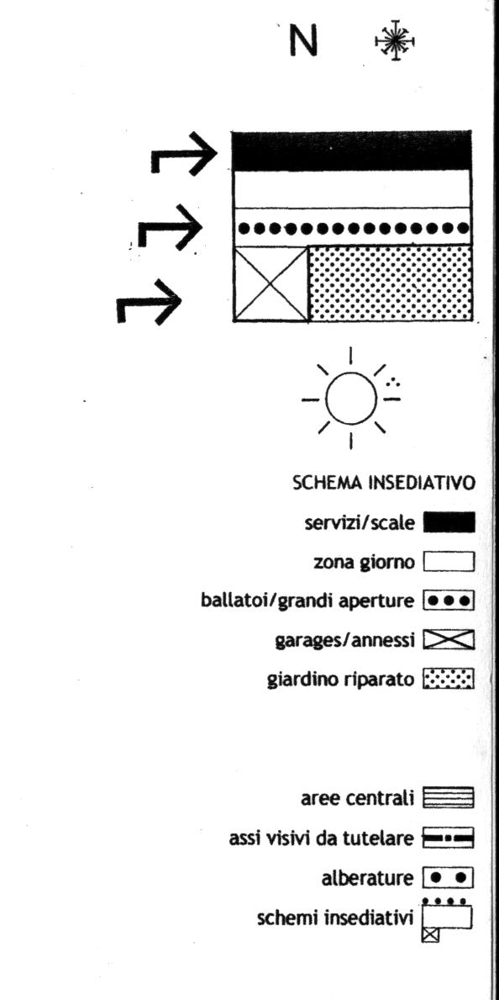 N
SCHEMA INSEDIATIVO
servizi/scale
zona giorno
ballatoi/grandi aperture
garages/annessi
giardino riparato
aree centrali
assi visivi da tutelare
alberature
schemi insediativi